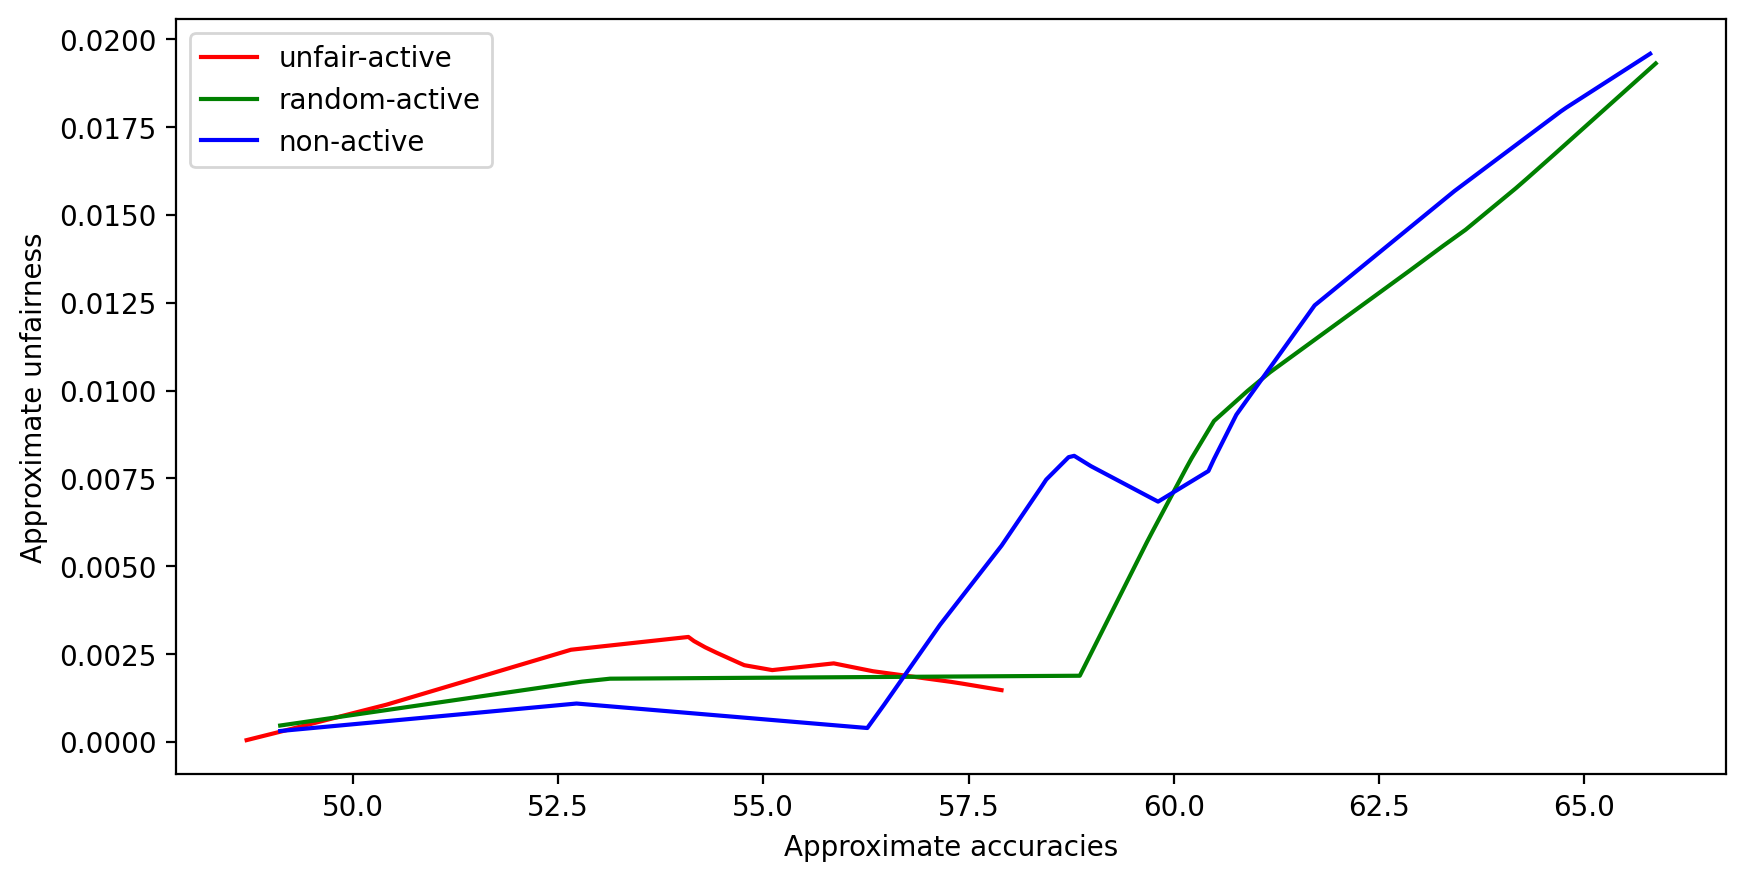 unfair-active
random-active
non-active
Approximate unfairness
0.0200
0.0175
0.0150
0.0125
0.0100
0.0075
0.0050
0.0025
0.0000
50.0 52.5 55.0 57.5 60.0 62.5 65.0
Approximate accuracies